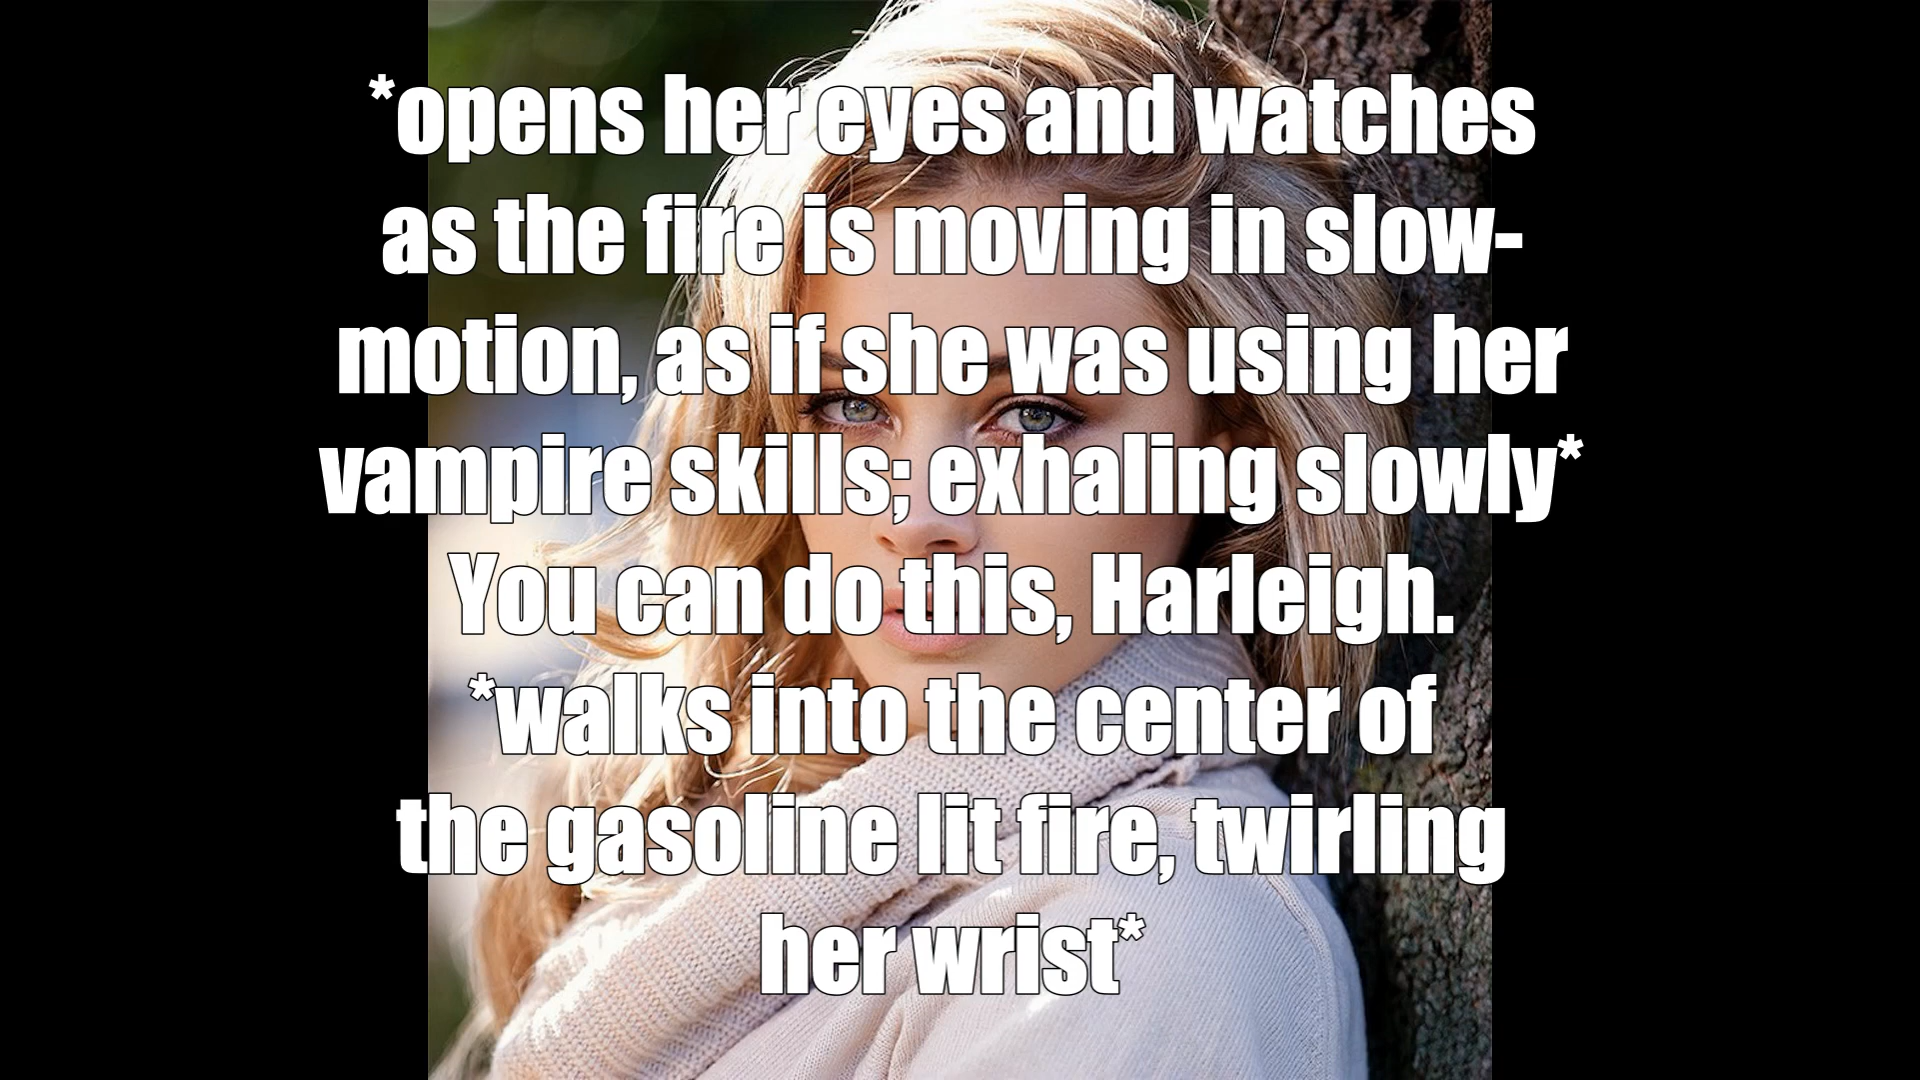 *opens her eyes and watches
as the fire is moving in slow-
motion, as if she was using her
vampire skills; exhaling slowly*
You can do this, Harleigh.
*walks into the center of
the gasoline lit fire, twirling
her wrist*